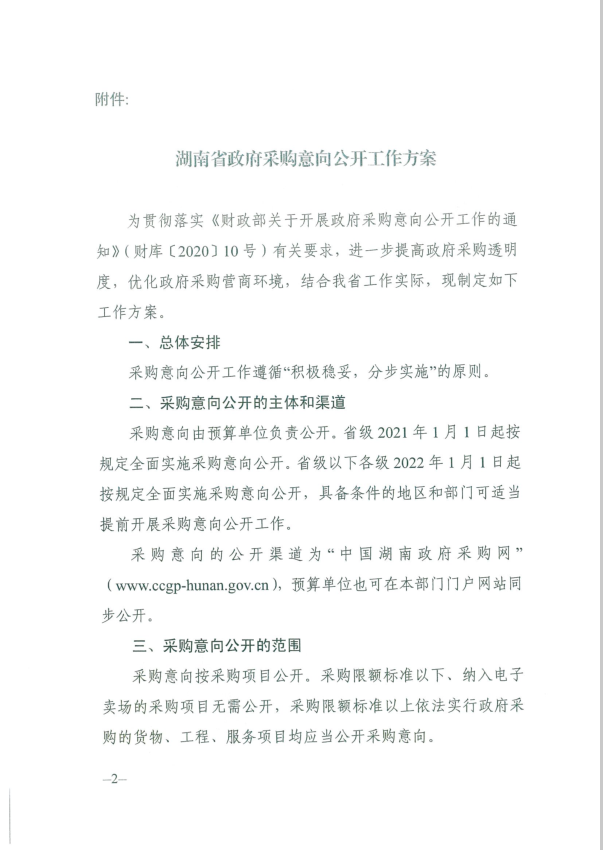 附件:
湖南省政府采购意向公开工作方案
为贯彻落实《财政部关于开展政府采购意向公开工作的通
知》（财库〔2020〕10 号）有关要求，进一步提高政府采购透明
度，优化政府采购营商环境，结合我省工作实际，现制定如下
工作方案。
一、总体安排
采购意向公开工作遵循“积极稳妥，分步实施”的原则。
二、采购意向公开的主体和渠道
采购意向由预算单位负责公开。省级 2021 年 1 月 1 日起按
规定全面实施采购意向公开。省级以下各级 2022 年 1 月 1 日起
按规定全面实施采购意向公开，具备条件的地区和部门可适当
提前开展采购意向公开工作。
采购意向的公开渠道为“中国湖南政府采购网”
（www.ccgp-hunan.gov.cn），预算单位也可在本部门门户网站同
步公开。
三、采购意向公开的范围
采购意向按采购项目公开。采购限额标准以下、纳入电子
卖场的采购项目无需公开，采购限额标准以上依法实行政府采
购的货物、工程、服务项目均应当公开采购意向。
—2—